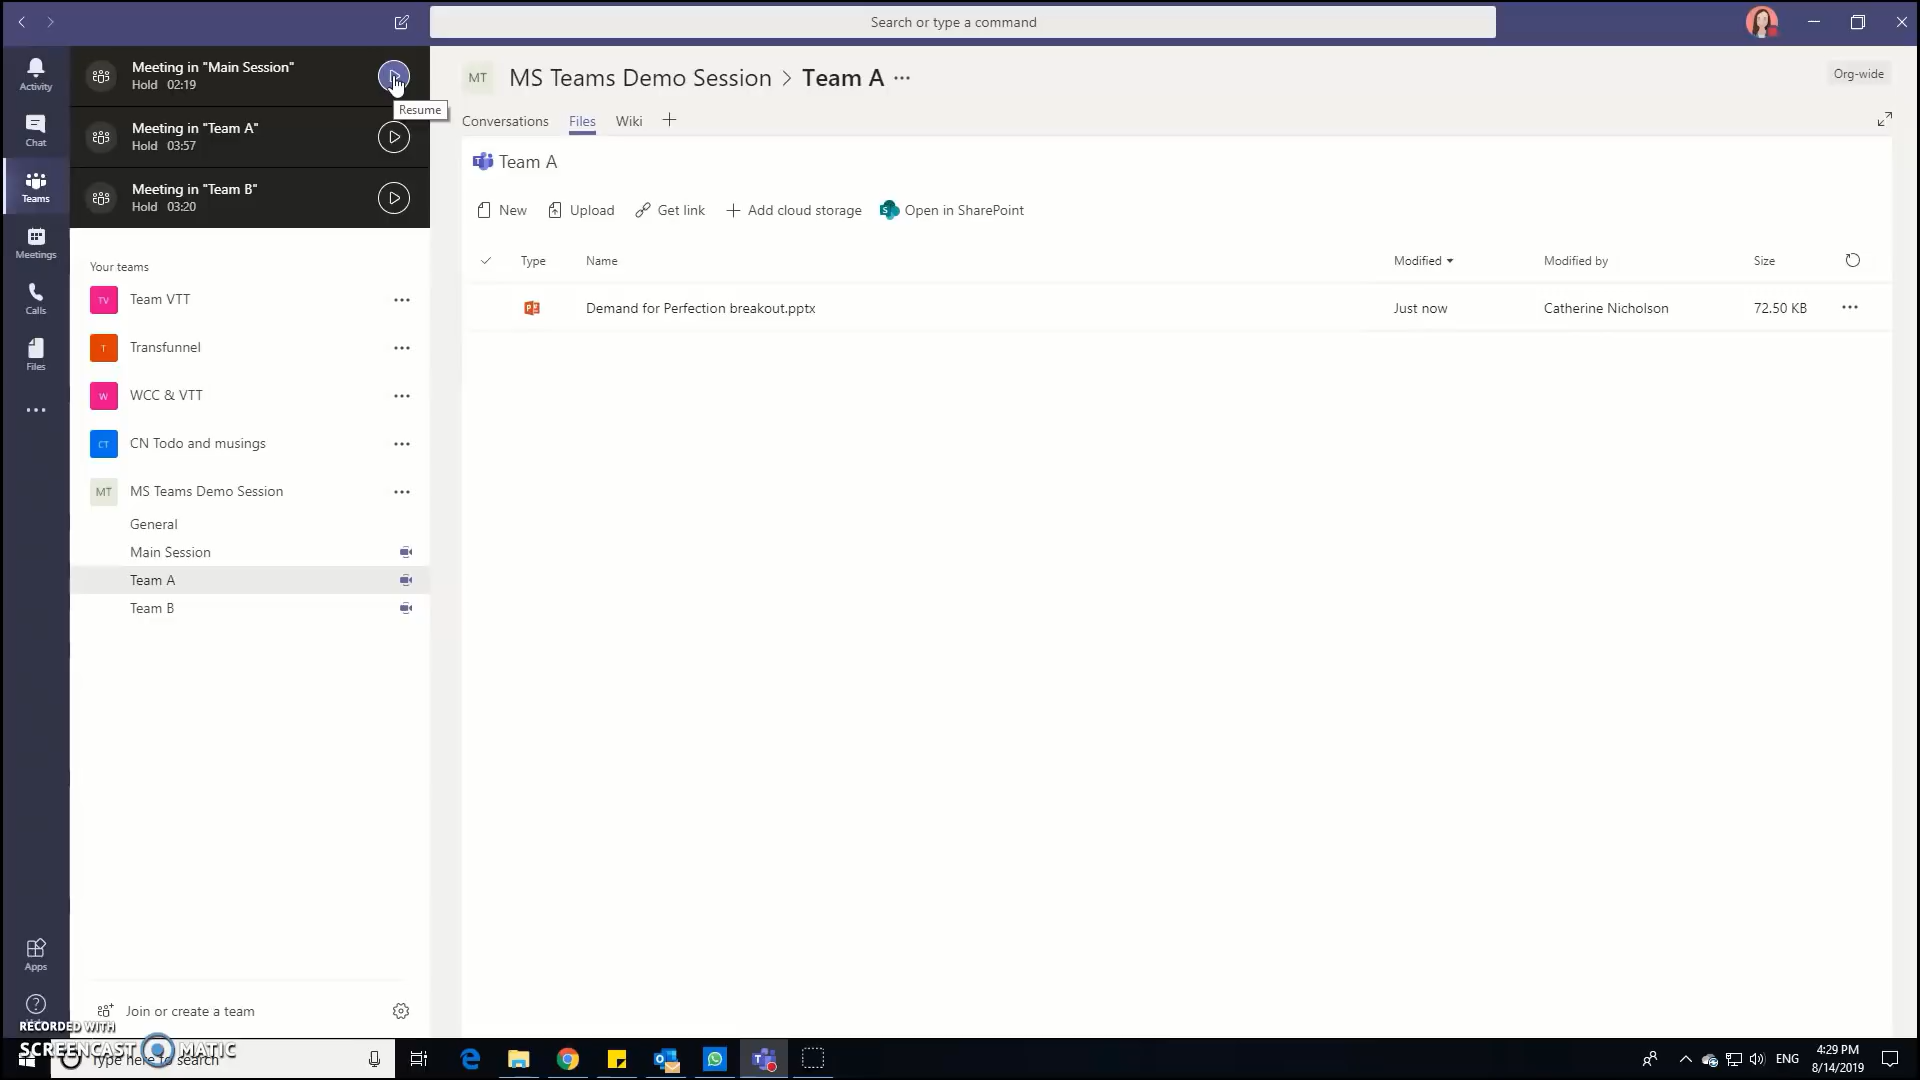 Search or type a command
Activity
Chat
Teams
Meetings
Calls
Files
Apps
Meeting in "Main Session"
Hold 02:19
Resume
Meeting in "Team A"
Hold 03:57
Meeting in "Team B"
Hold 03:20
Your teams
TV Team VTT
T Transfunnel
W WCC & VTT
CT CN Todo and musings
MT MS Teams Demo Session
General
Main Session
Team A
Team B
Join or create a team
MT MS Teams Demo Session > Team A
Org-wide
Conversations Files Wiki
Team A
New Upload Get link Add cloud storage Open in SharePoint
Type Name Modified Modified by Size
Demand for Perfection breakout.pptx Just now Catherine Nicholson 72.50 KB
RECORDED WITH
SCREENCAST MATIC
Type here to search
ENG
4:29 PM
8/14/2019